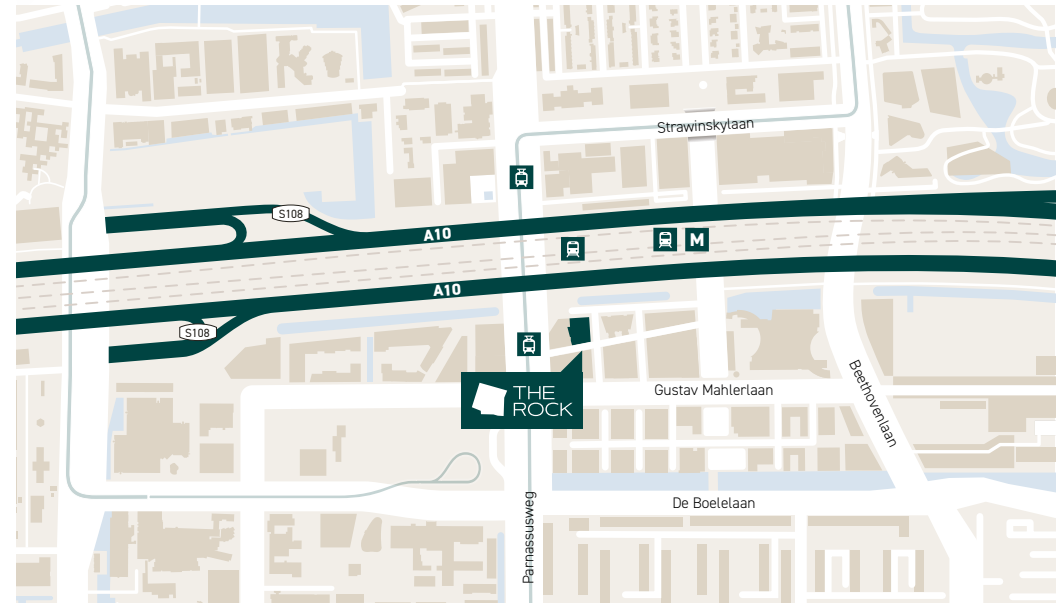 Strawinskylaan
S108
A10
M
A10
S108
Beethovenlaan
THE
ROCK
Gustav Mahlerlaan
De Boelelaan
Parnassusweg